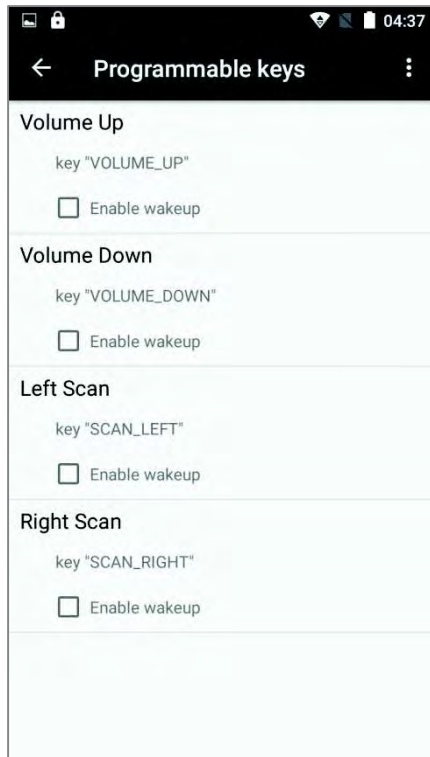 04:37
Programmable keys
Volume Up
key "VOLUME_UP"
Enable wakeup
Volume Down
key "VOLUME_DOWN"
Enable wakeup
Left Scan
key "SCAN_LEFT"
Enable wakeup
Right Scan
key "SCAN_RIGHT"
Enable wakeup